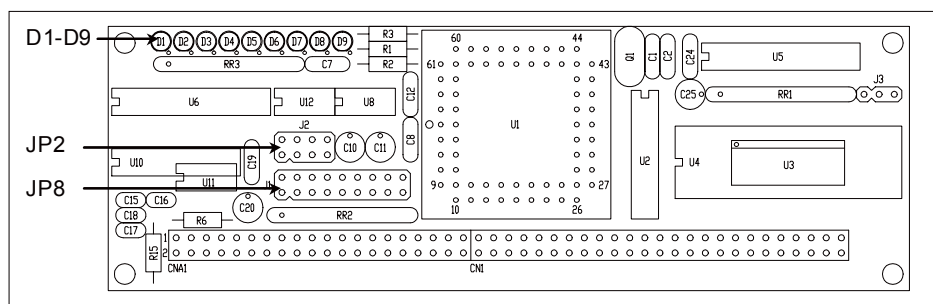 D1-D9
D1 D2 D3 D4 D5 D6 D7 D8 D9
R3
R1
R2
RR3
C7
60
44
61
43
Q1
C1
C2
C24
U5
J3
C25
RR1
C12
U6
U12
U8
J2
JP2
C10
C11
C8
U1
U2
U4
U3
U10
C19
U11
JP8
9
27
10
26
C15
C16
C18
C17
C20
R6
RR2
R15
1
2
CNA1
CN1